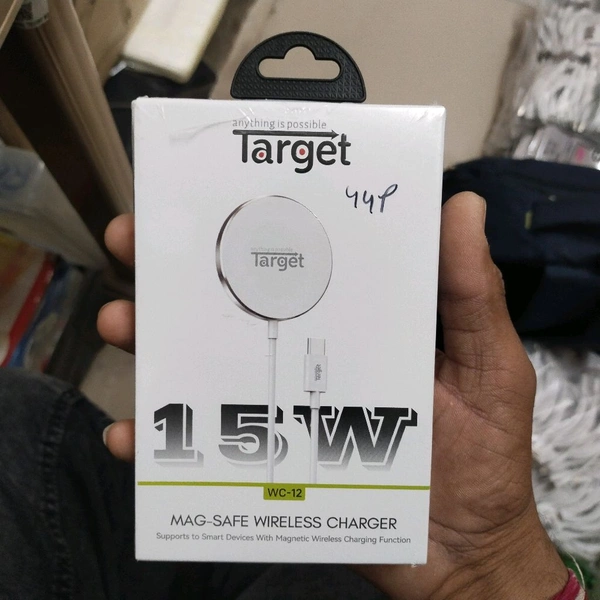 anything is possible
Target
44P
anything is possible
Target
15W
WC-12
MAG-SAFE WIRELESS CHARGER
Supports to Smart Devices With Magnetic Wireless Charging Function